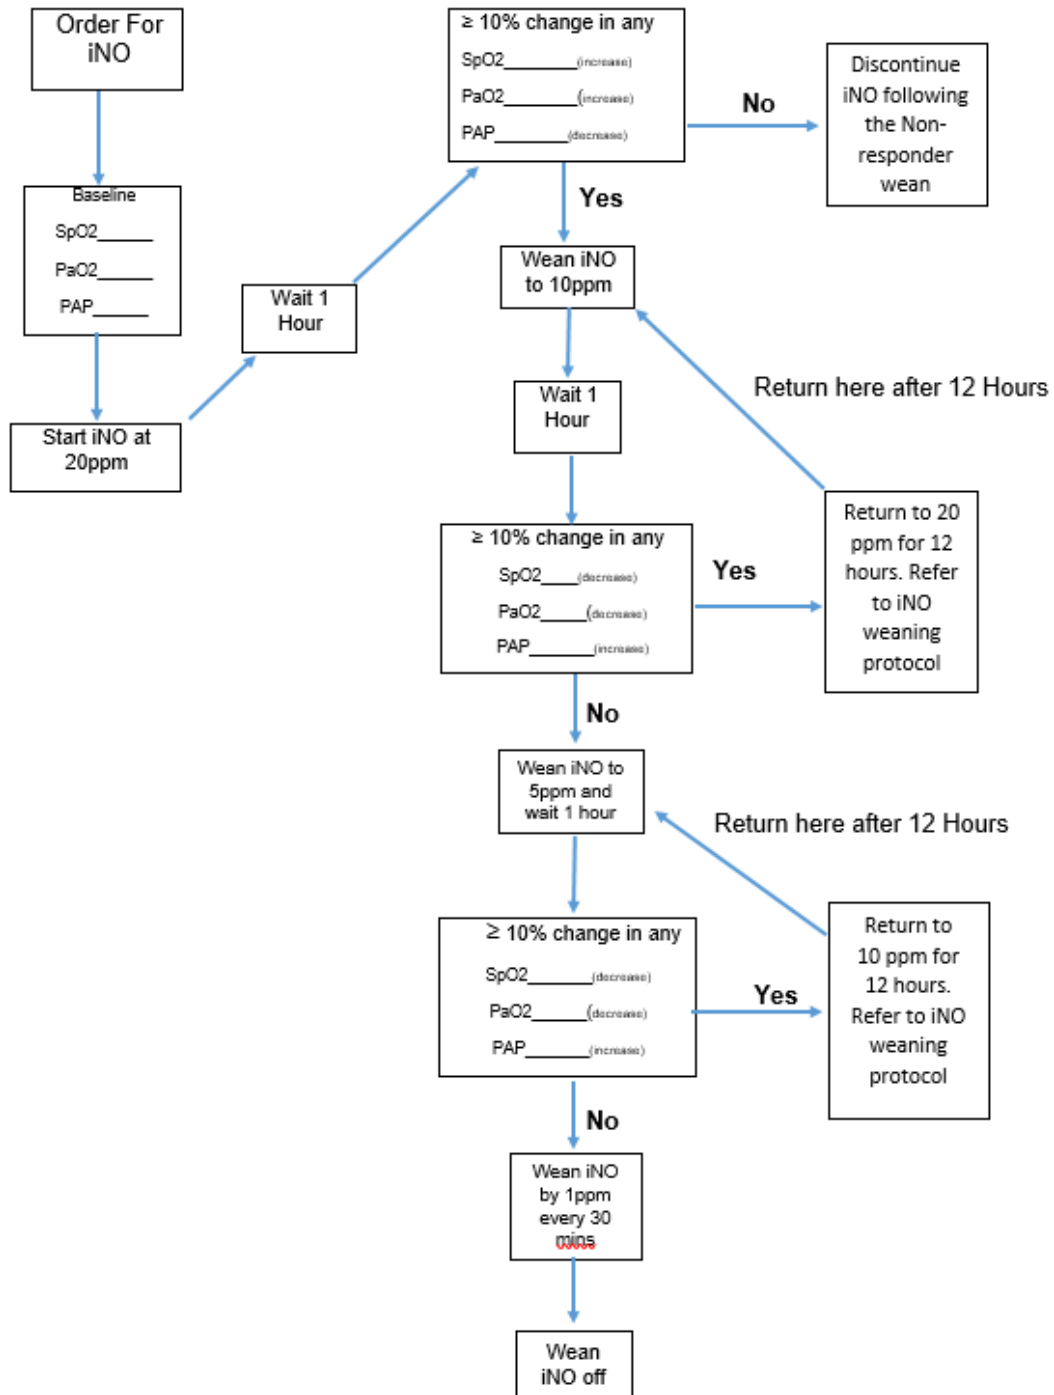 Order For
iNO
Baseline
SpO2______
PaO2______
PAP______
Start iNO at
20ppm
Wait 1
Hour
≥ 10% change in any
SpO2________(increase)
PaO2________(increase)
PAP________(decrease)
No
Discontinue
iNO following
the Non-
responder
wean
Yes
Wean iNO
to 10ppm
Wait 1
Hour
Return here after 12 Hours
≥ 10% change in any
SpO2____(decrease)
PaO2_____(decrease)
PAP_______(increase)
Yes
Return to 20
ppm for 12
hours. Refer
to iNO
weaning
protocol
No
Wean iNO to
5ppm and
wait 1 hour
Return here after 12 Hours
≥ 10% change in any
SpO2_______(decrease)
PaO2______(decrease)
PAP_______(increase)
Yes
Return to
10 ppm for
12 hours.
Refer to iNO
weaning
protocol
No
Wean iNO
by 1ppm
every 30
mins
Wean
iNO off